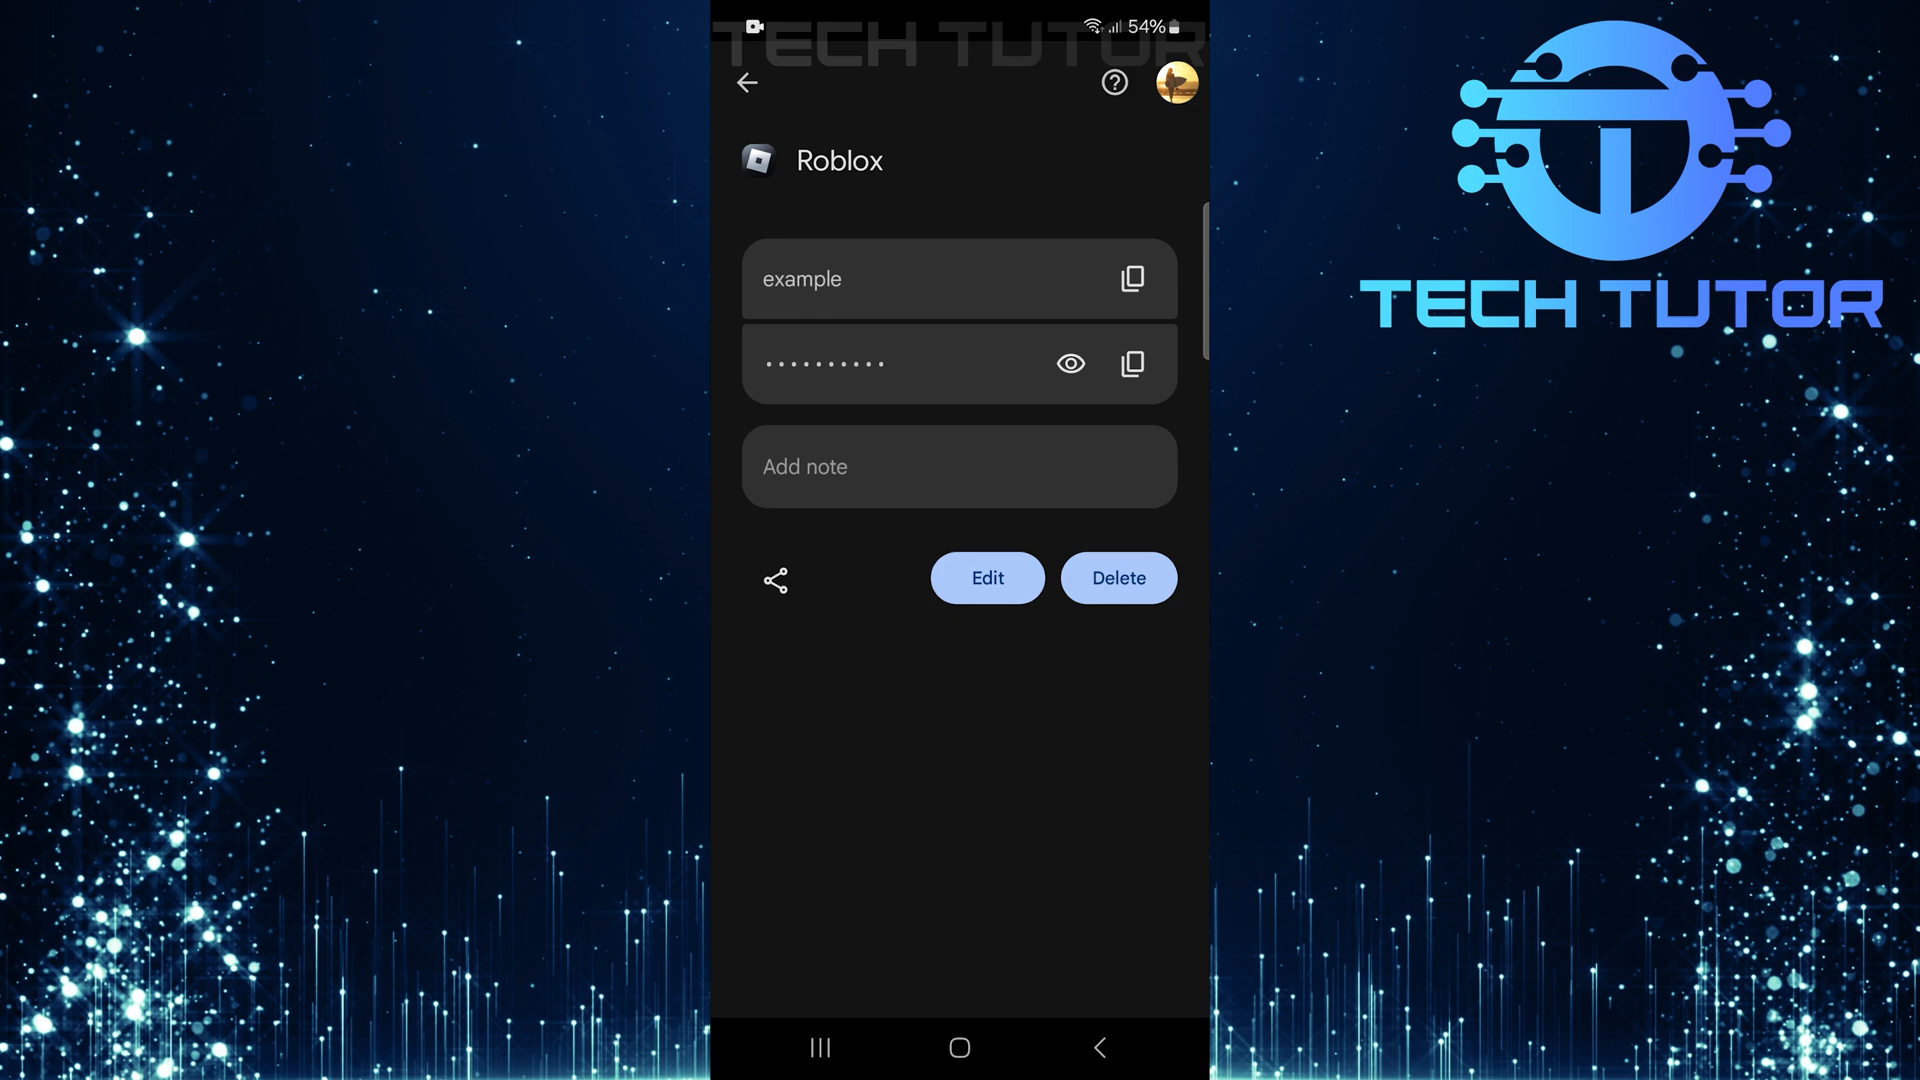 TECH TUTOR
54%
Roblox
example
Add note
Edit
Delete
TECH TUTOR